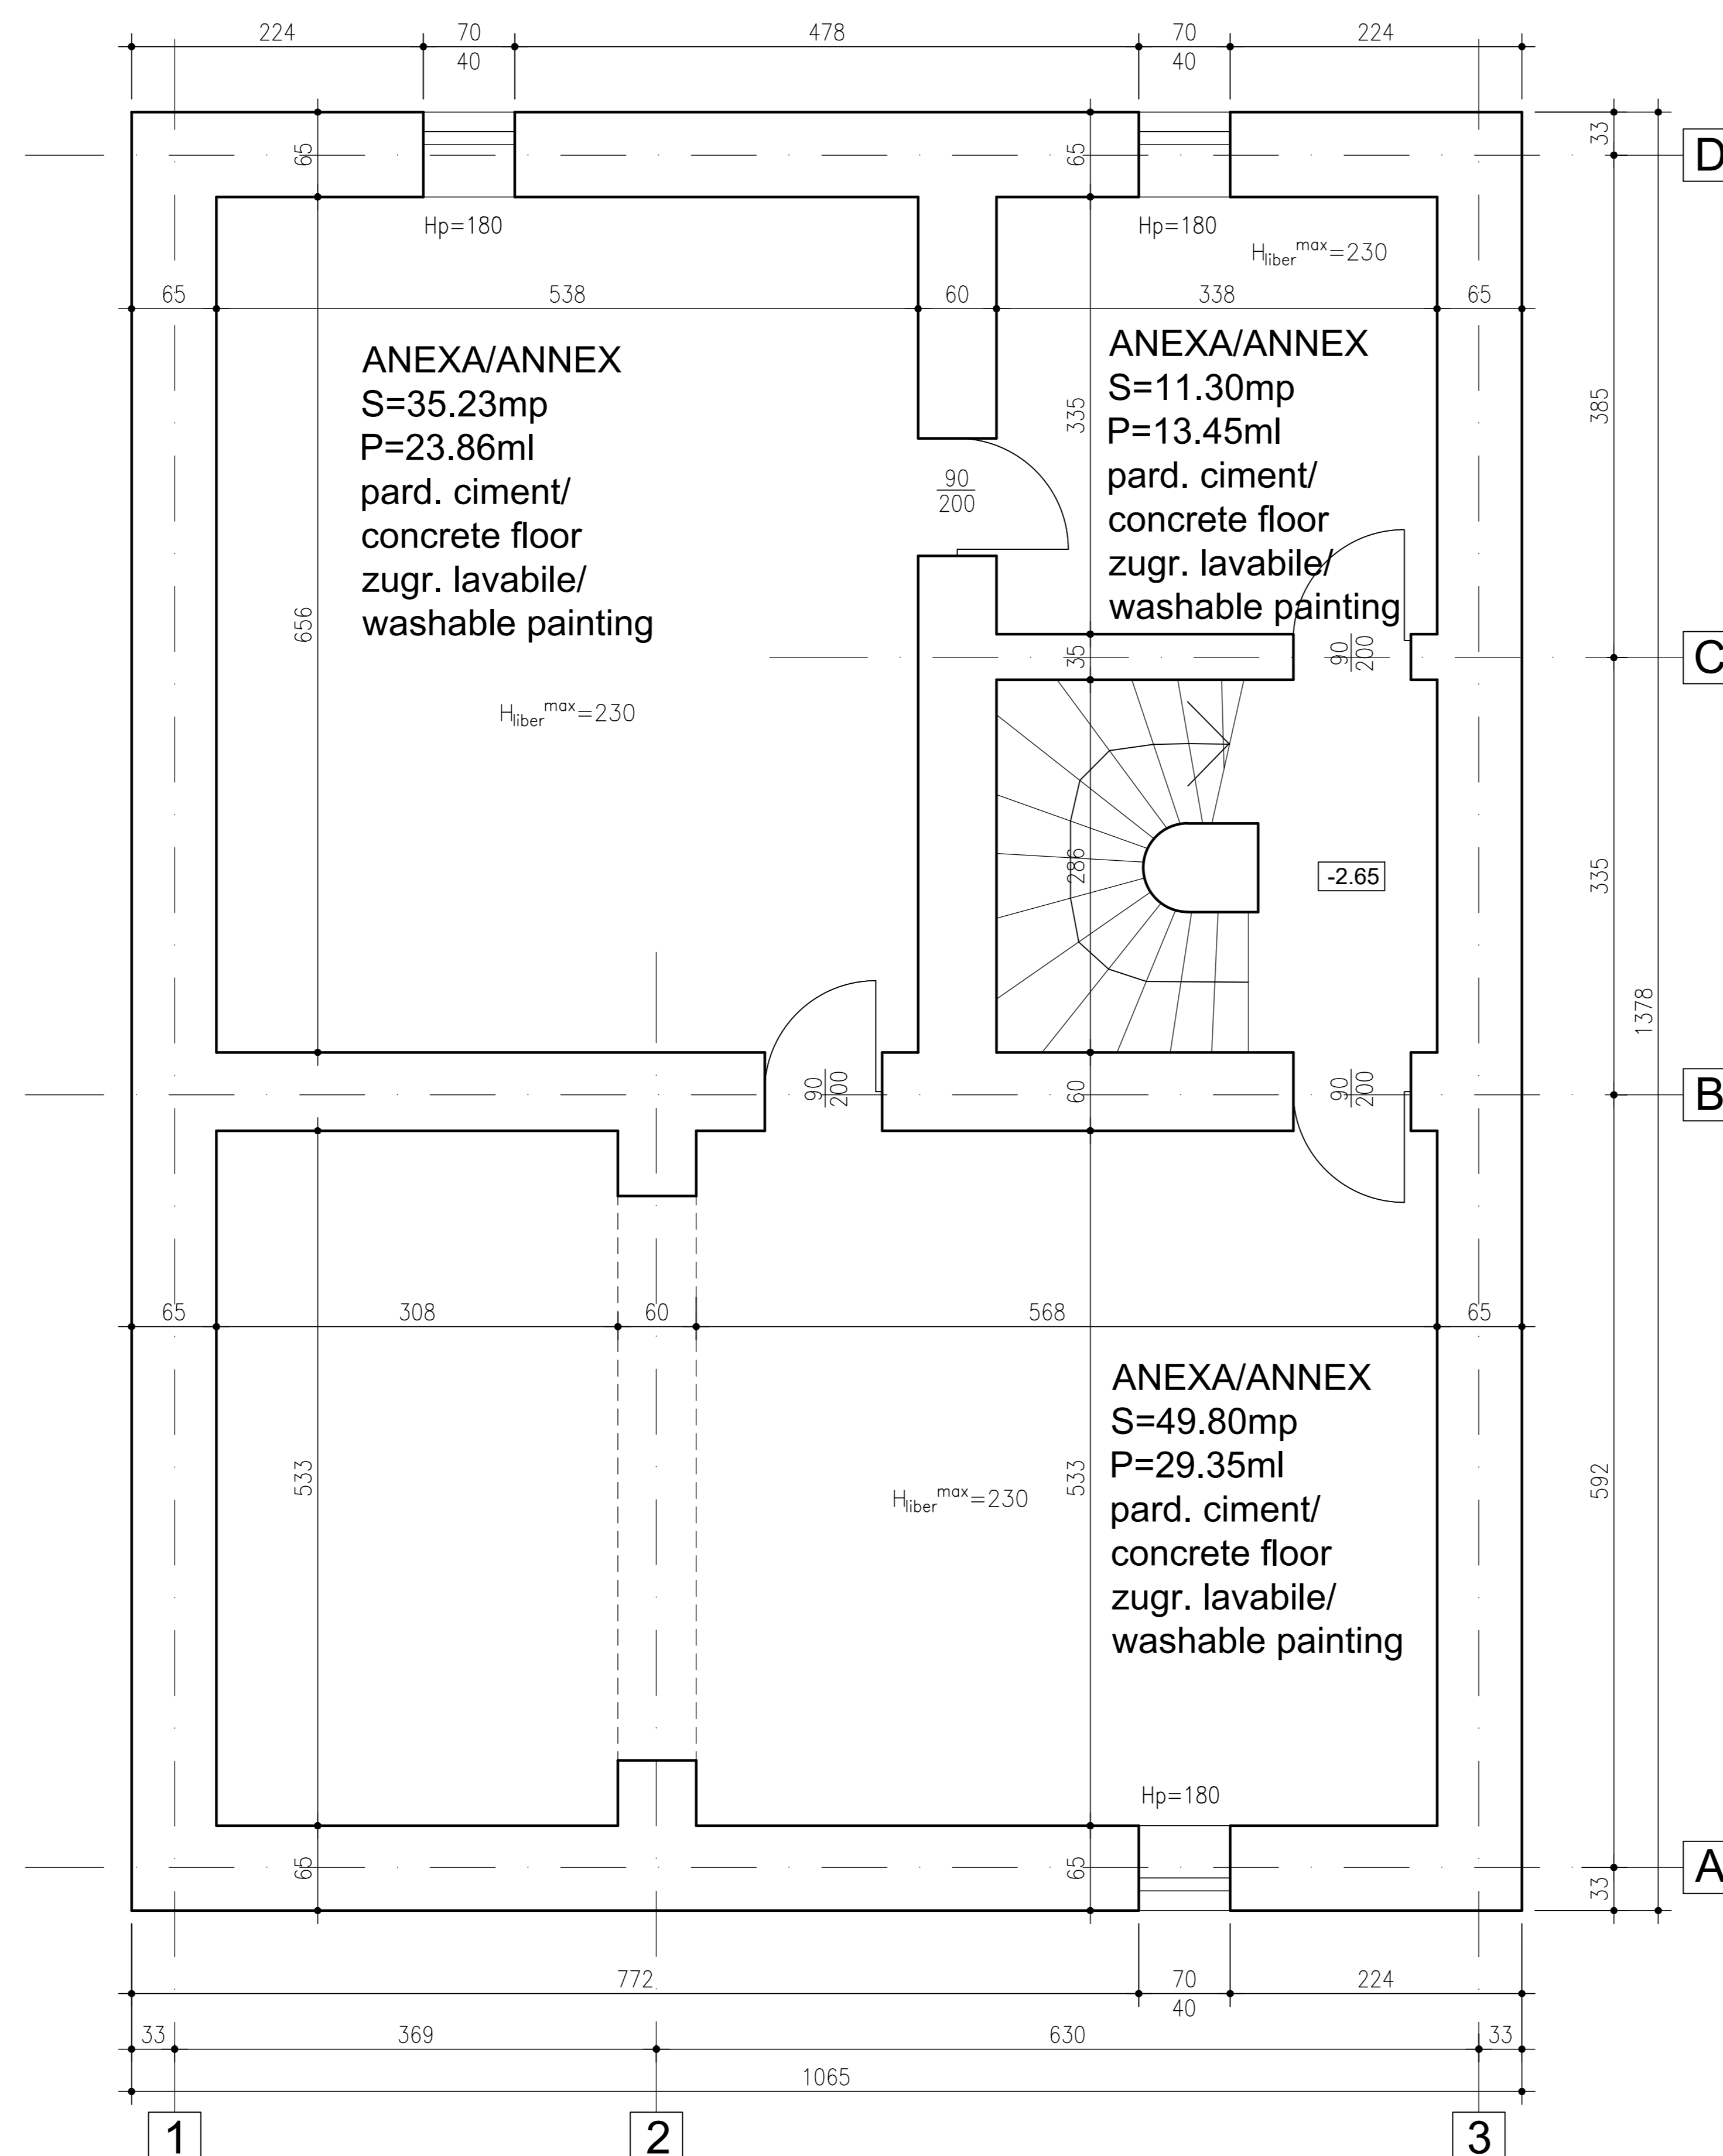 224 70 478 70 224
40 40
33
65 65
D
Hp=180 Hp=180
H_liber^max=230
65 538 60 338 65
ANEXA/ANNEX
S=35.23mp
P=23.86ml
pard. ciment/
concrete floor
zugr. lavabile/
washable painting
ANEXA/ANNEX
S=11.30mp
P=13.45ml
pard. ciment/
concrete floor
zugr. lavabile/
washable painting
335
385
90
200
656
35
90
200
C
H_liber^max=230
286
-2.65
335
1378
90
200
60
90
200
B
65 308 60 568 65
ANEXA/ANNEX
S=49.80mp
P=29.35ml
pard. ciment/
concrete floor
zugr. lavabile/
washable painting
533
H_liber^max=230
533
592
Hp=180
65 65
A
33
772 70 224
40
33 369 630 33
1065
1 2 3